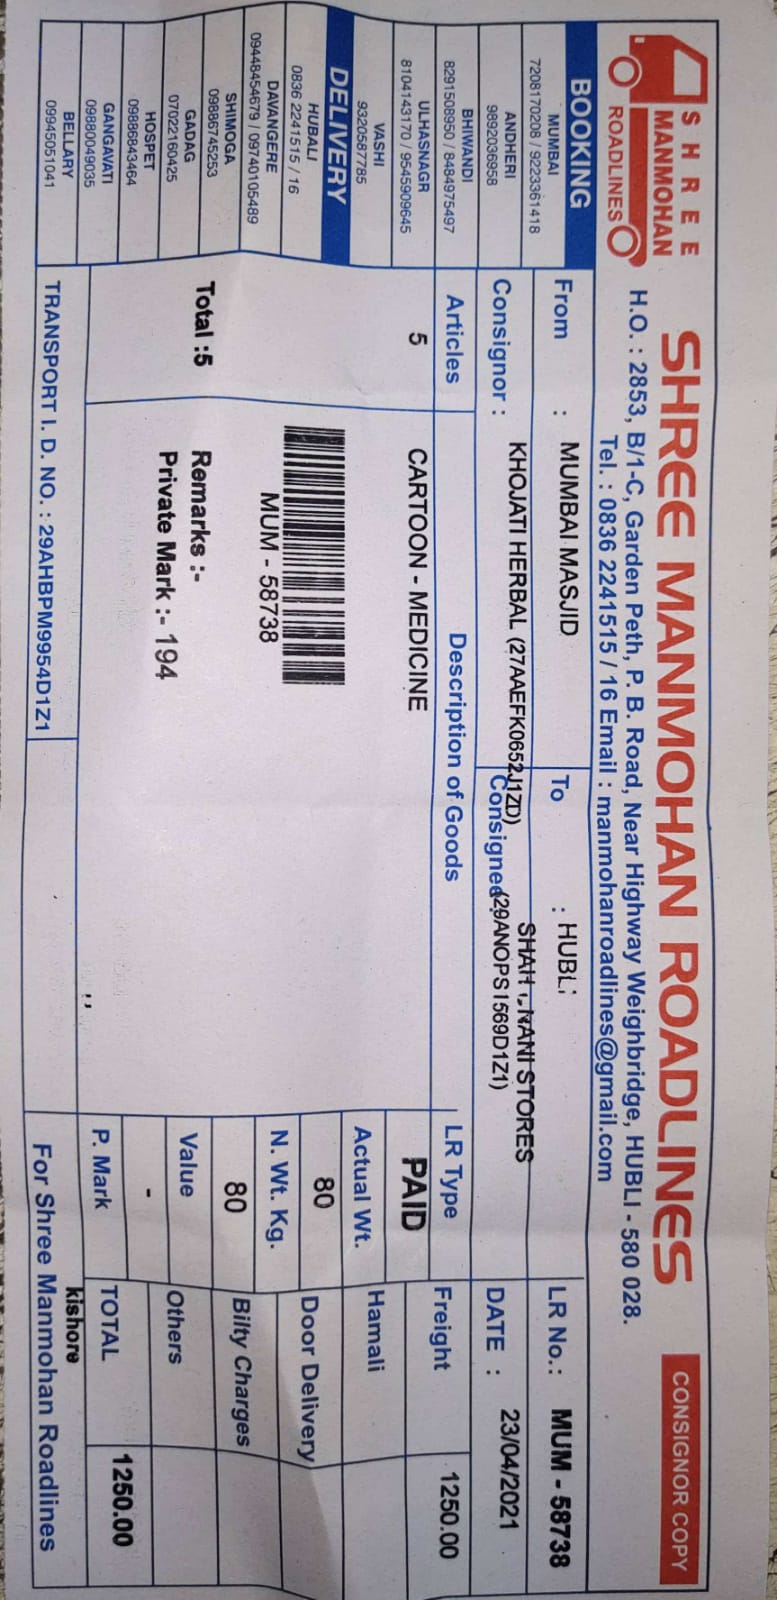 SHREE
MANMOHAN
ROADLINES
SHREE MANMOHAN ROADLINES
CONSIGNOR COPY
H.O. : 2853, B/1-C, Garden Peth, P. B. Road, Near Highway Weighbridge, HUBLI - 580 028.
Tel. : 0836 2241515 / 16 Email : manmohanroadlines@gmail.com
BOOKING
MUMBAI
7208170208 / 9223361418
ANDHERI
9892036958
BHIWANDI
8291508950 / 8484975497
ULHASNAGR
8104143170 / 9545909645
VASHI
9320587785
DELIVERY
HUBALI
0836 2241515 / 16
DAVANGERE
09448454679 / 09740105489
SHIMOGA
09886745253
GADAG
07022160425
HOSPET
09886843464
GANGAVATI
09880049035
BELLARY
09945051041
From : MUMBAI MASJID
To : HUBLI
LR No.: MUM - 58738
Consignor : KHOJATI HERBAL (27AAEFK0652J1ZD)
Consignee: STORES
(29ANOPS1569D1Z1)
DATE : 23/04/2021
Articles
Description of Goods
LR Type
Freight
1250.00
5
CARTOON - MEDICINE
PAID
Actual Wt.
Hamali
80
MUM - 58738
N. Wt. Kg.
Door Delivery
80
Bilty Charges
Total :5
Remarks :-
Private Mark :- 194
Value
Others
-
P. Mark
TOTAL
1250.00
TRANSPORT I. D. NO. : 29AHBPM9954D1Z1
kishore
For Shree Manmohan Roadlines